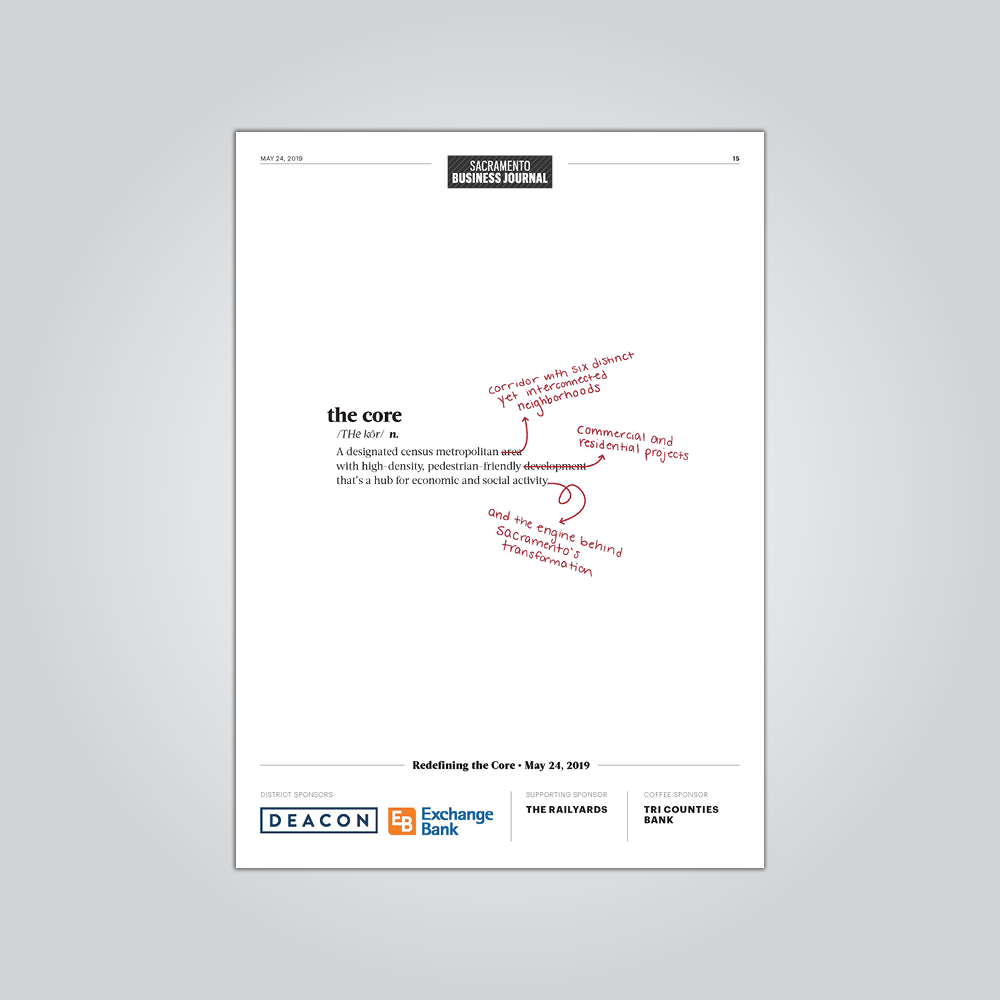 MAY 24, 2019
SACRAMENTO
BUSINESS JOURNAL
15
corridor with six distinct
yet interconnected
neighborhoods
the core
/THe kôr/ n.
commercial and
residential projects
A designated census metropolitan area
with high-density, pedestrian-friendly development
that's a hub for economic and social activity.
and the engine behind
Sacramento's
transformation
Redefining the Core • May 24, 2019
DISTRICT SPONSORS
DEACON
EB
Exchange
Bank
SUPPORTING SPONSOR
THE RAILYARDS
COFFEE SPONSOR
TRI COUNTIES
BANK